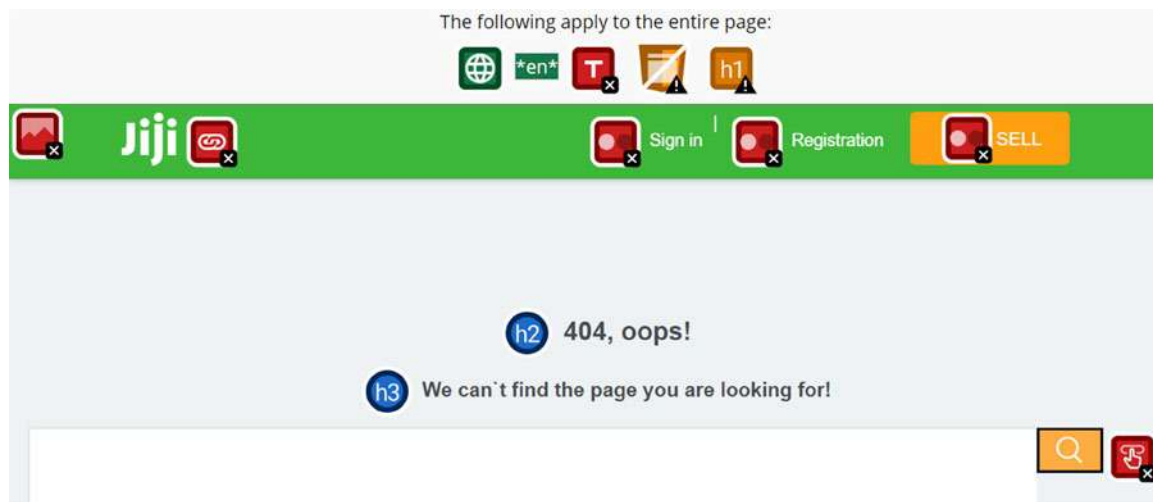 The following apply to the entire page:
*en* T h1
Jiji Sign in | Registration SELL
h2 404, oops!
h3 We can`t find the page you are looking for!